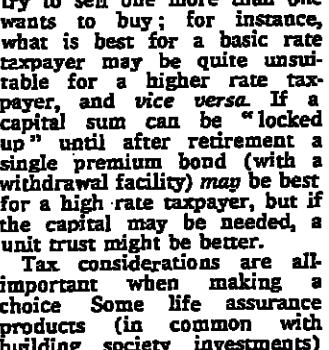 try to sell one more than one
wants to buy; for instance,
what is best for a basic rate
taxpayer may be quite unsui-
table for a higher rate tax-
payer, and vice versa. If a
capital sum can be "locked
up" until after retirement a
single premium bond (with a
withdrawal facility) may be best
for a high rate taxpayer, but if
the capital may be needed, a
unit trust might be better.
Tax considerations are all-
important when making a
choice Some life assurance
products (in common with
building society investments)